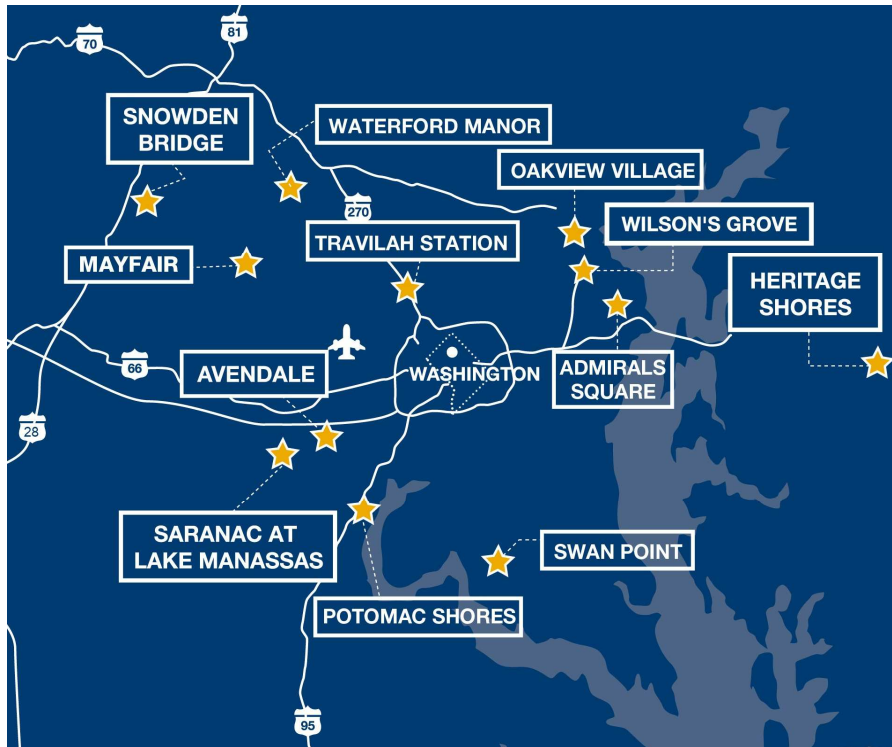 81
70
SNOWDEN
BRIDGE
WATERFORD MANOR
OAKVIEW VILLAGE
270
WILSON'S GROVE
TRAVILAH STATION
MAYFAIR
HERITAGE
SHORES
66
AVENDALE
WASHINGTON
ADMIRALS
SQUARE
28
SARANAC AT
LAKE MANASSAS
SWAN POINT
POTOMAC SHORES
95